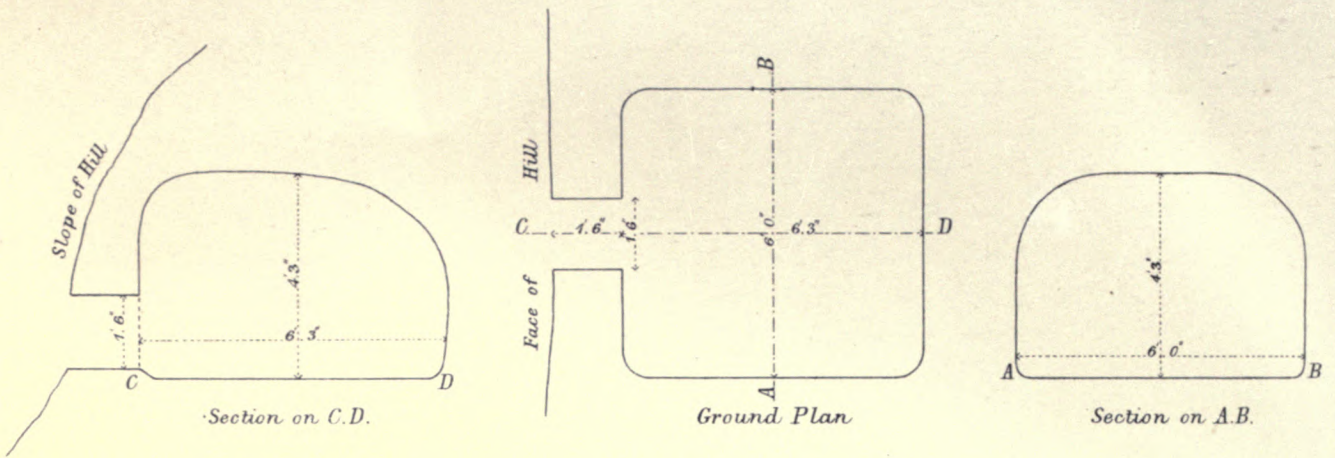 Slope of Hill
4'.3"
1'.6"
6'. 3"
C
D
Section on C.D.
B
Hill
C
1'.6"
1'.6"
6'.0"
6'.3"
D
Face of
A
Ground Plan
4'.3"
6'. 0"
A
B
Section on A.B.